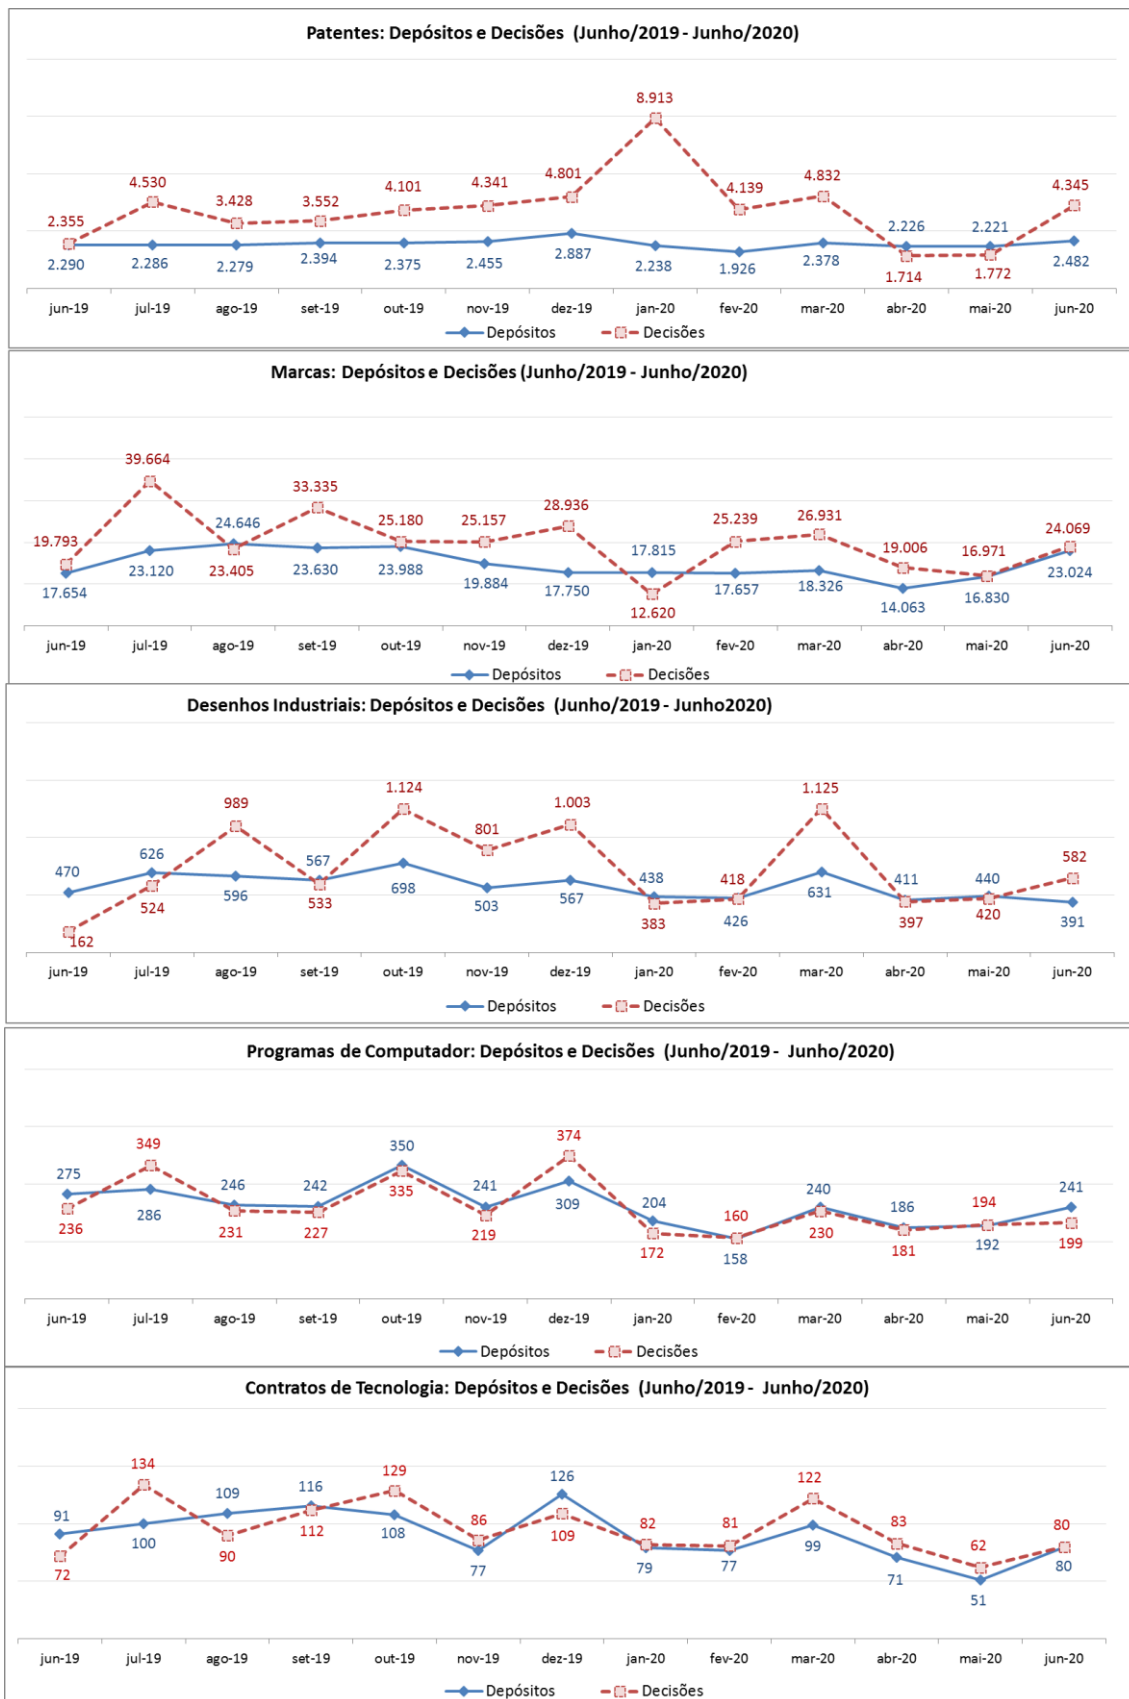 Patentes: Depósitos e Decisões (Junho/2019 - Junho/2020)
8.913
4.530 3.428 3.552 4.101 4.341 4.801 4.139 4.832 4.345
2.355 2.226 2.221
2.290 2.286 2.279 2.394 2.375 2.455 2.887 2.238 1.926 2.378 1.714 1.772 2.482
jun-19 jul-19 ago-19 set-19 out-19 nov-19 dez-19 jan-20 fev-20 mar-20 abr-20 mai-20 jun-20
Depósitos Decisões
Marcas: Depósitos e Decisões (Junho/2019 - Junho/2020)
19.793 39.664 24.646 33.335 25.180 25.157 28.936 17.815 25.239 26.931 19.006 16.971 24.069
17.654 23.120 23.405 23.630 23.988 19.884 17.750 12.620 17.657 18.326 14.063 16.830 23.024
jun-19 jul-19 ago-19 set-19 out-19 nov-19 dez-19 jan-20 fev-20 mar-20 abr-20 mai-20 jun-20
Depósitos Decisões
Desenhos Industriais: Depósitos e Decisões (Junho/2019 - Junho2020)
470 626 989 567 1.124 801 1.003 438 418 1.125 411 440 582
162 524 596 533 698 503 567 383 426 631 397 420 391
jun-19 jul-19 ago-19 set-19 out-19 nov-19 dez-19 jan-20 fev-20 mar-20 abr-20 mai-20 jun-20
Depósitos Decisões
Programas de Computador: Depósitos e Decisões (Junho/2019 - Junho/2020)
275 349 246 242 350 241 374 204 160 240 186 194 241
236 286 231 227 335 219 309 172 158 230 181 192 199
jun-19 jul-19 ago-19 set-19 out-19 nov-19 dez-19 jan-20 fev-20 mar-20 abr-20 mai-20 jun-20
Depósitos Decisões
Contratos de Tecnologia: Depósitos e Decisões (Junho/2019 - Junho/2020)
91 134 109 116 129 86 126 82 81 122 83 62 80
72 100 90 112 108 77 109 79 77 99 71 51 80
jun-19 jul-19 ago-19 set-19 out-19 nov-19 dez-19 jan-20 fev-20 mar-20 abr-20 mai-20 jun-20
Depósitos Decisões